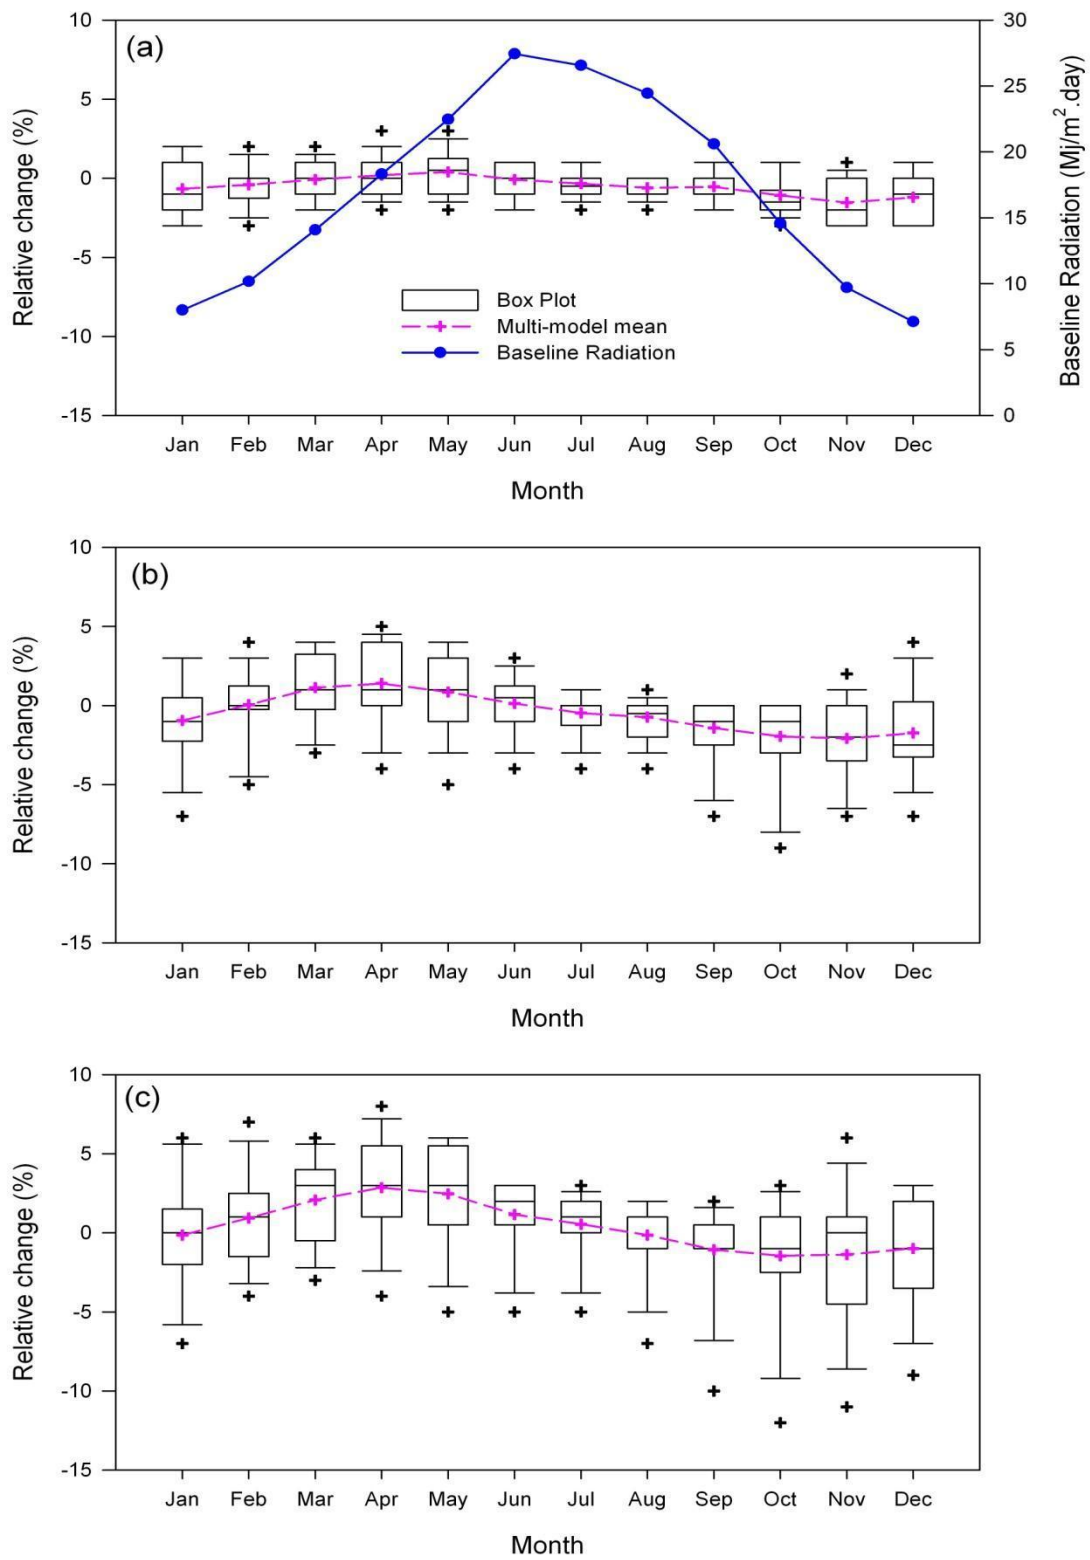 (a)
Relative change (%)
10
5
0
-5
-10
-15
Box Plot
Multi-model mean
Baseline Radiation
30
25
20
15
10
5
0
Baseline Radiation (Mj/m².day)
Jan Feb Mar Apr May Jun Jul Aug Sep Oct Nov Dec
Month
(b)
Relative change (%)
10
5
0
-5
-10
-15
Jan Feb Mar Apr May Jun Jul Aug Sep Oct Nov Dec
Month
(c)
Relative change (%)
10
5
0
-5
-10
-15
Jan Feb Mar Apr May Jun Jul Aug Sep Oct Nov Dec
Month